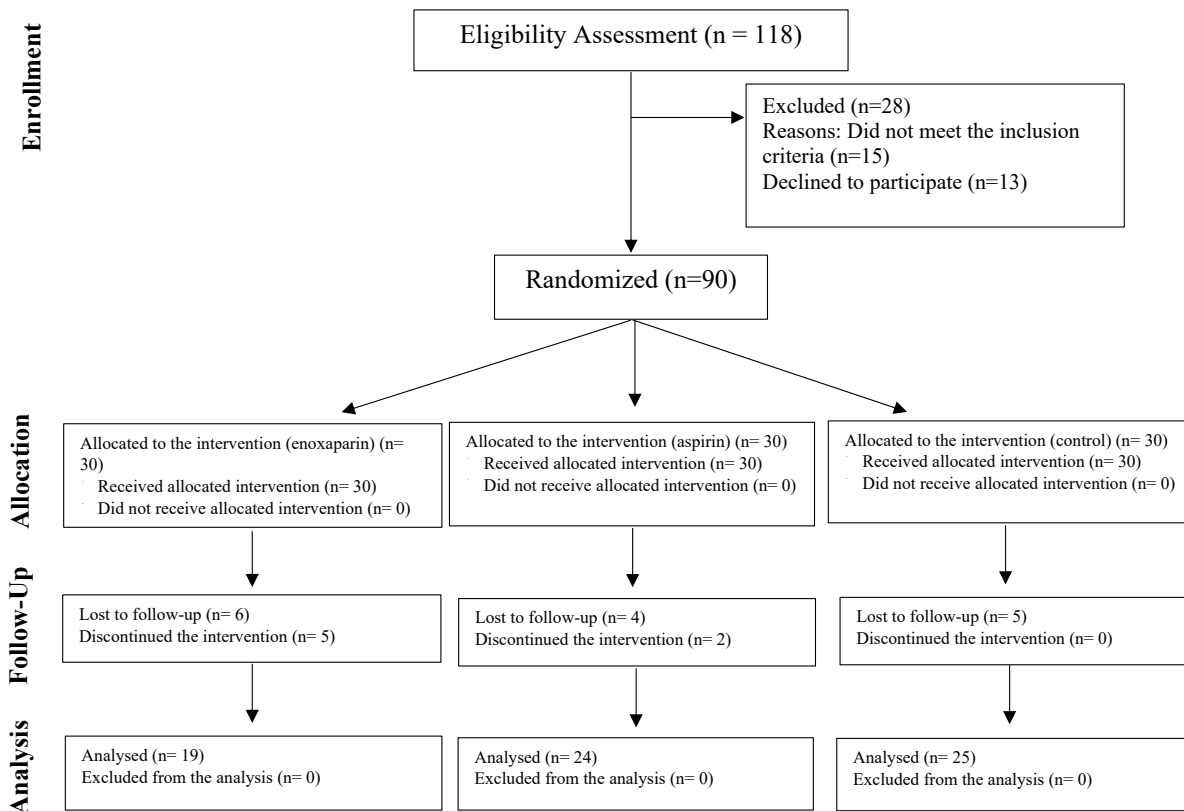 Enrollment
Eligibility Assessment (n = 118)
Excluded (n=28)
Reasons: Did not meet the inclusion
criteria (n=15)
Declined to participate (n=13)
Randomized (n=90)
Allocation
Allocated to the intervention (enoxaparin) (n=
30)
Received allocated intervention (n= 30)
Did not receive allocated intervention (n= 0)
Allocated to the intervention (aspirin) (n= 30)
Received allocated intervention (n= 30)
Did not receive allocated intervention (n= 0)
Allocated to the intervention (control) (n= 30)
Received allocated intervention (n= 30)
Did not receive allocated intervention (n= 0)
Follow-Up
Lost to follow-up (n= 6)
Discontinued the intervention (n= 5)
Lost to follow-up (n= 4)
Discontinued the intervention (n= 2)
Lost to follow-up (n= 5)
Discontinued the intervention (n= 0)
Analysis
Analysed (n= 19)
Excluded from the analysis (n= 0)
Analysed (n= 24)
Excluded from the analysis (n= 0)
Analysed (n= 25)
Excluded from the analysis (n= 0)